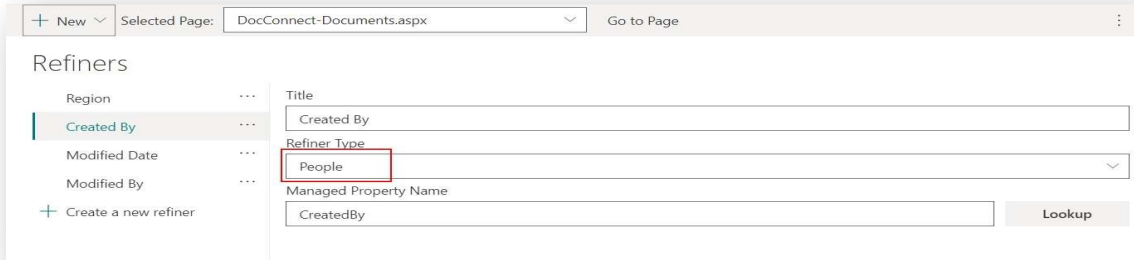 New Selected Page: DocConnect-Documents.aspx Go to Page
Refiners
Region
Created By
Modified Date
Modified By
Create a new refiner
Title
Created By
Refiner Type
People
Managed Property Name
CreatedBy Lookup